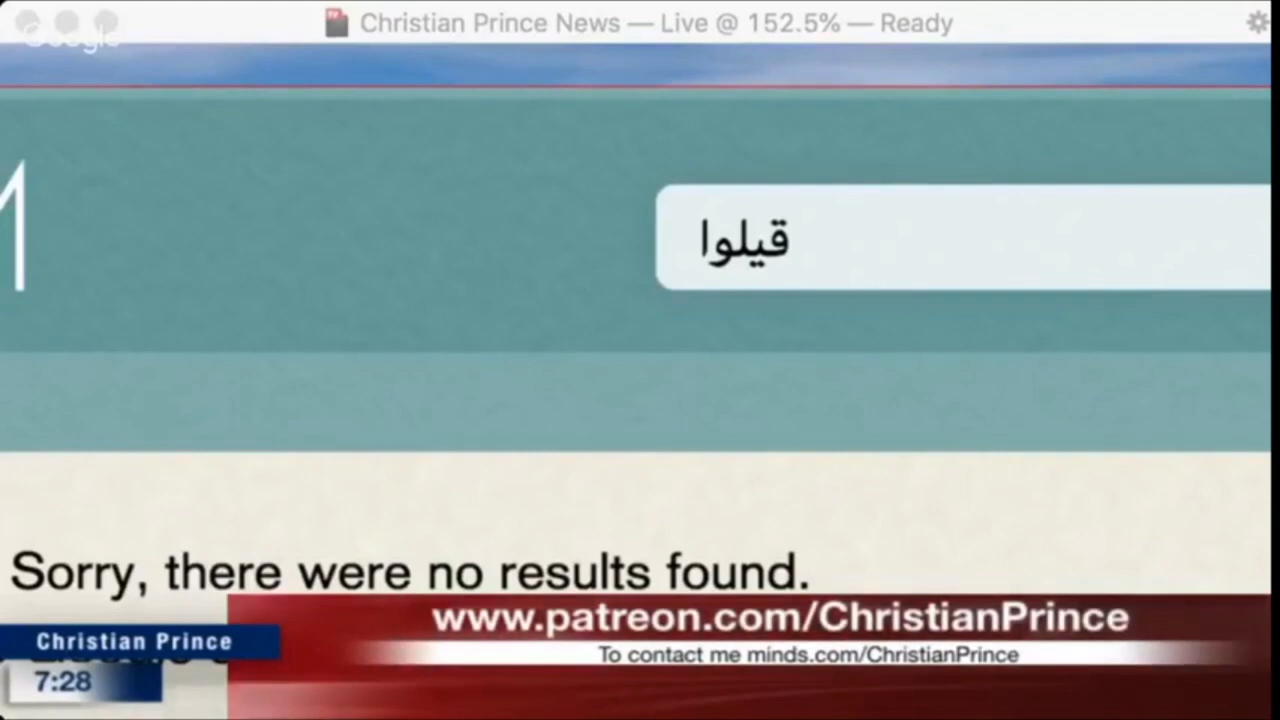 Christian Prince News — Live @ 152.5% — Ready
Google
قيلوا
Sorry, there were no results found.
www.patreon.com/ChristianPrince
Christian Prince
To contact me minds.com/ChristianPrince
7:28